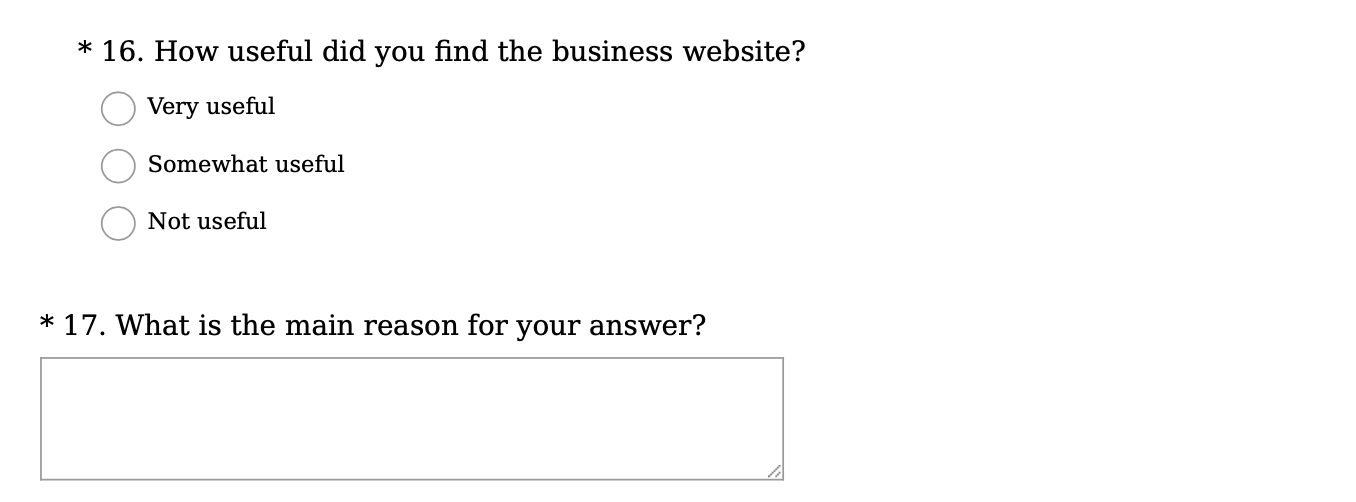 * 16. How useful did you find the business website?
Very useful
Somewhat useful
Not useful
* 17. What is the main reason for your answer?